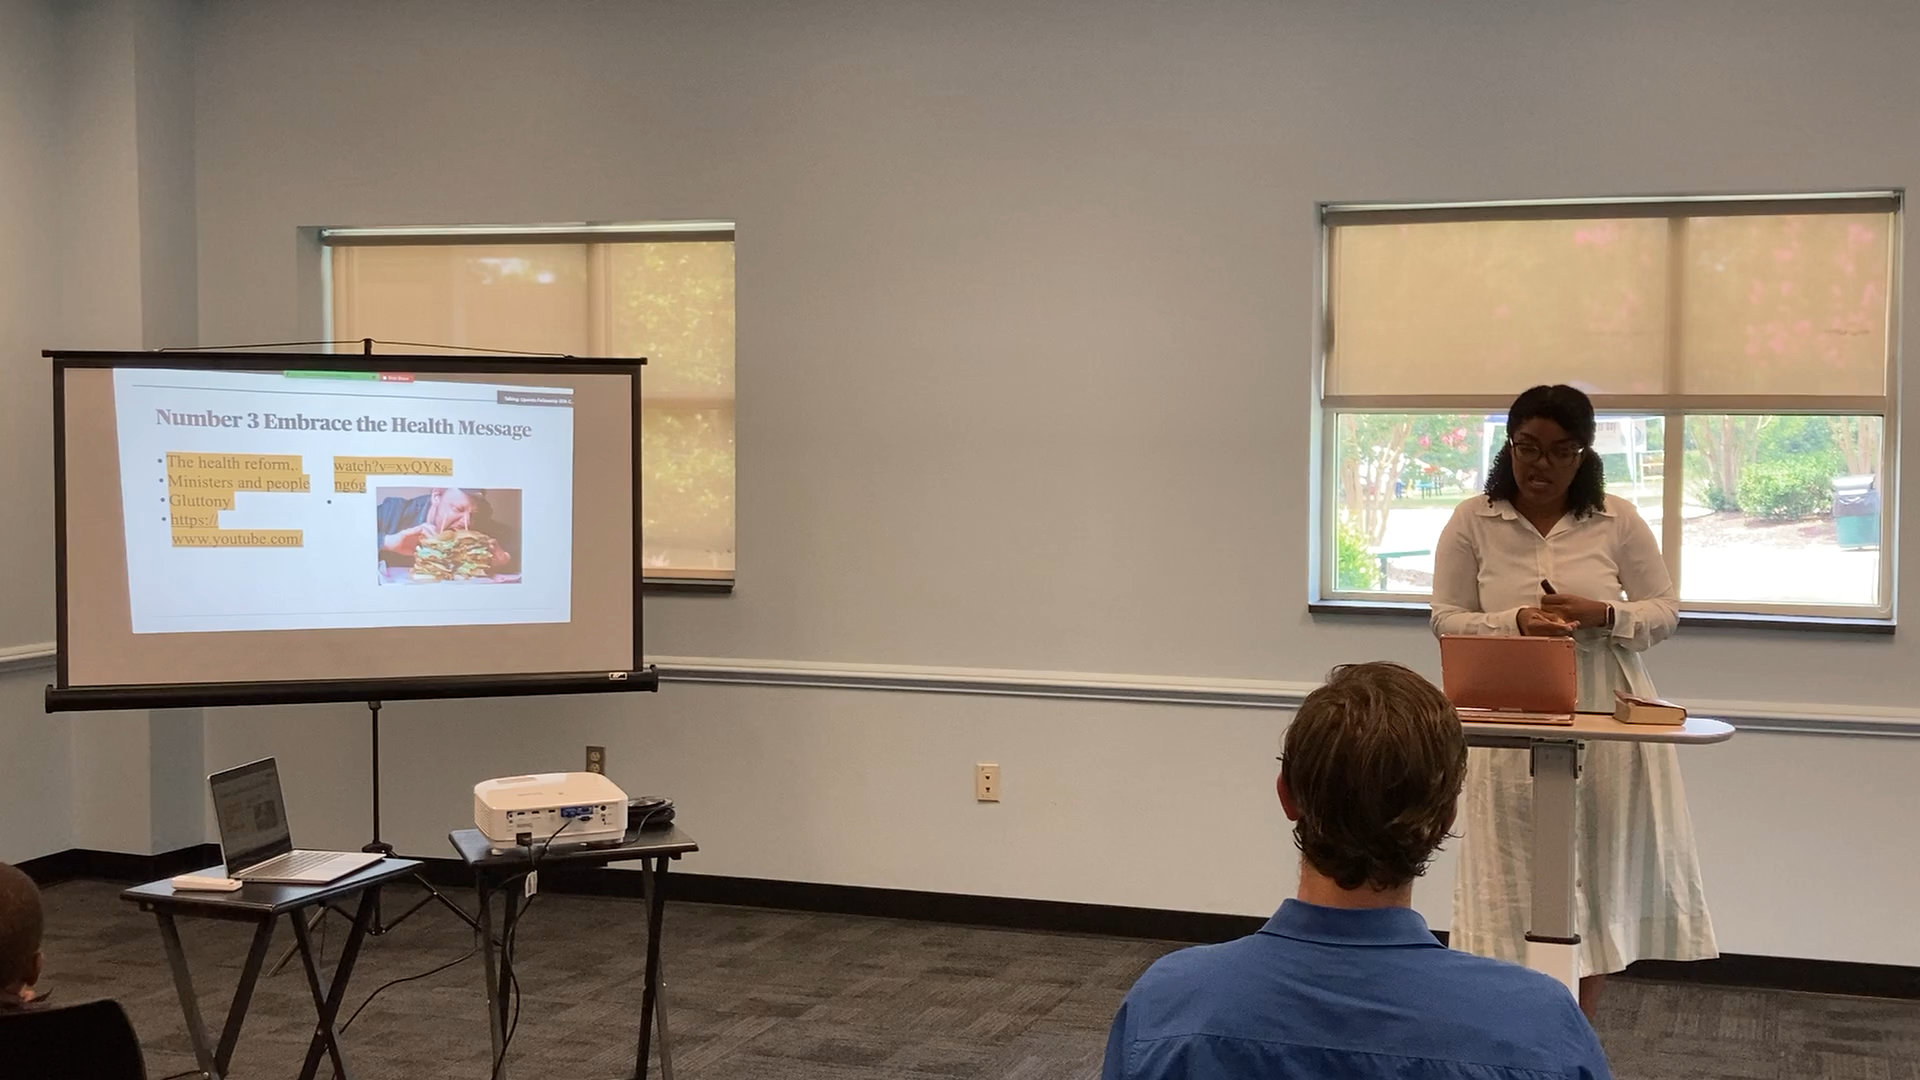 Number 3 Embrace the Health Message
The health reform,.
Ministers and people
Gluttony
https://
www.youtube.com/
watch?v=xyQY8a-
ng6g